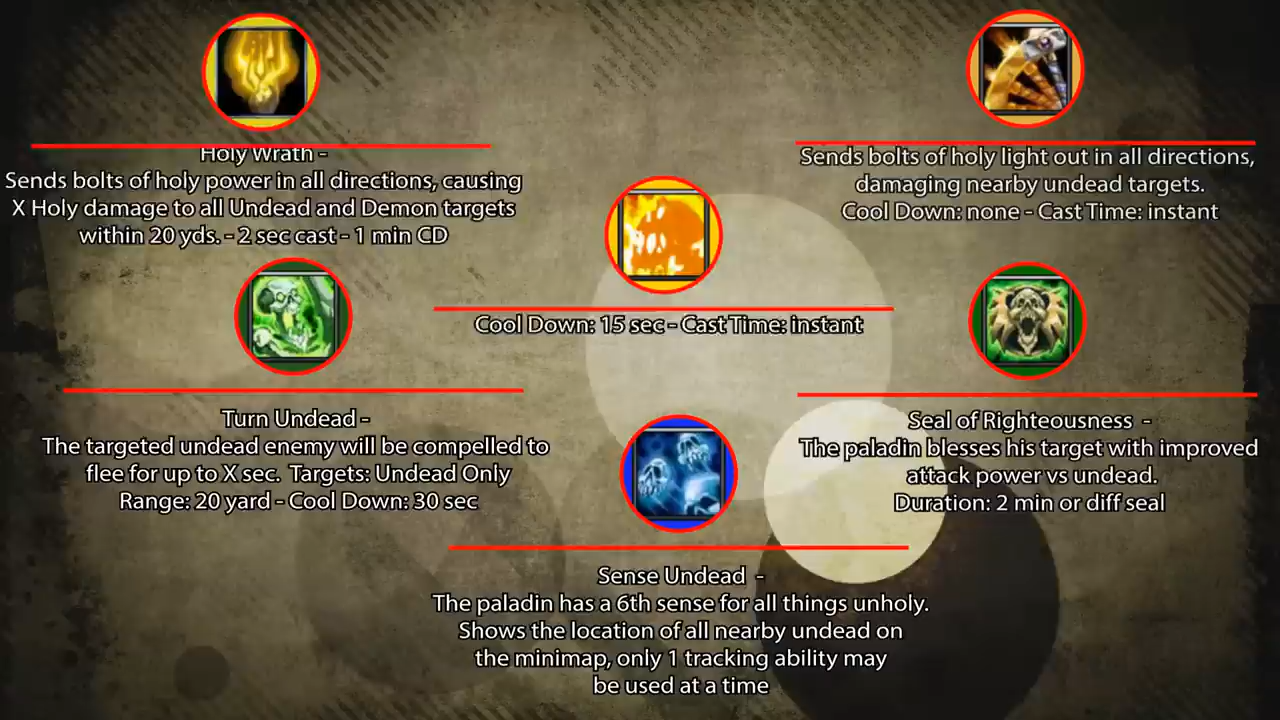 Holy Wrath -
Sends bolts of holy power in all directions, causing
X Holy damage to all Undead and Demon targets
within 20 yds. - 2 sec cast - 1 min CD
Sends bolts of holy light out in all directions,
damaging nearby undead targets.
Cool Down: none - Cast Time: instant
Cool Down: 15 sec - Cast Time: instant
Turn Undead -
The targeted undead enemy will be compelled to
flee for up to X sec. Targets: Undead Only
Range: 20 yard - Cool Down: 30 sec
Seal of Righteousness -
The paladin blesses his target with improved
attack power vs undead.
Duration: 2 min or diff seal
Sense Undead -
The paladin has a 6th sense for all things unholy.
Shows the location of all nearby undead on
the minimap, only 1 tracking ability may
be used at a time